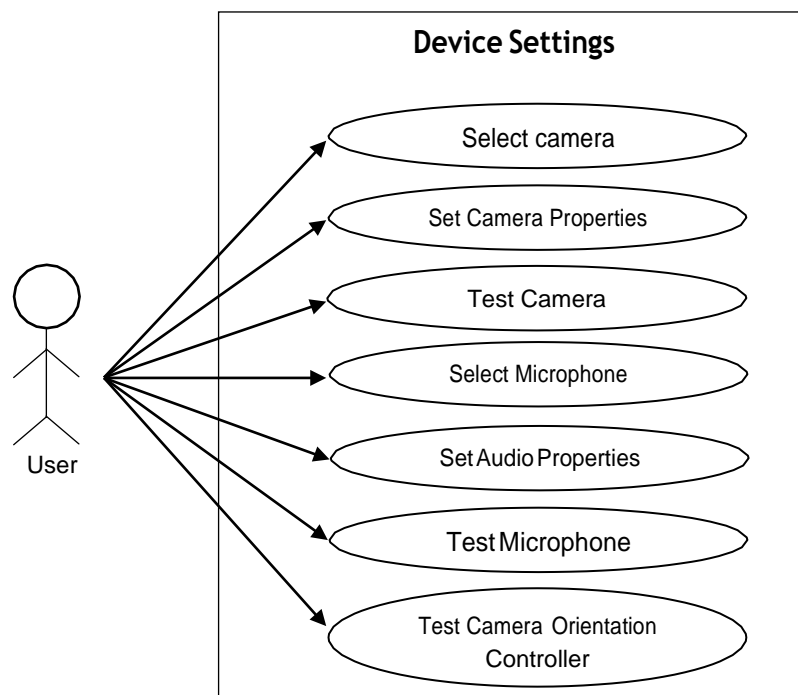 Device Settings
Select camera
Set Camera Properties
Test Camera
Select Microphone
Set Audio Properties
User
Test Microphone
Test Camera Orientation
Controller